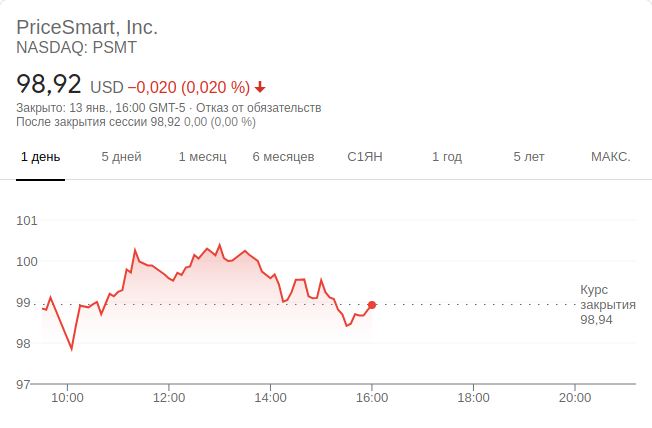 PriceSmart, Inc.
NASDAQ: PSMT
98,92 USD −0,020 (0,020 %)
Закрыто: 13 янв., 16:00 GMT-5 · Отказ от обязательств
После закрытия сессии 98,92 0,00 (0,00 %)
1 день 5 дней 1 месяц 6 месяцев С1ЯН 1 год 5 лет МАКС.
101
100
99
98
97
Курс
закрытия
98,94
10:00 12:00 14:00 16:00 18:00 20:00